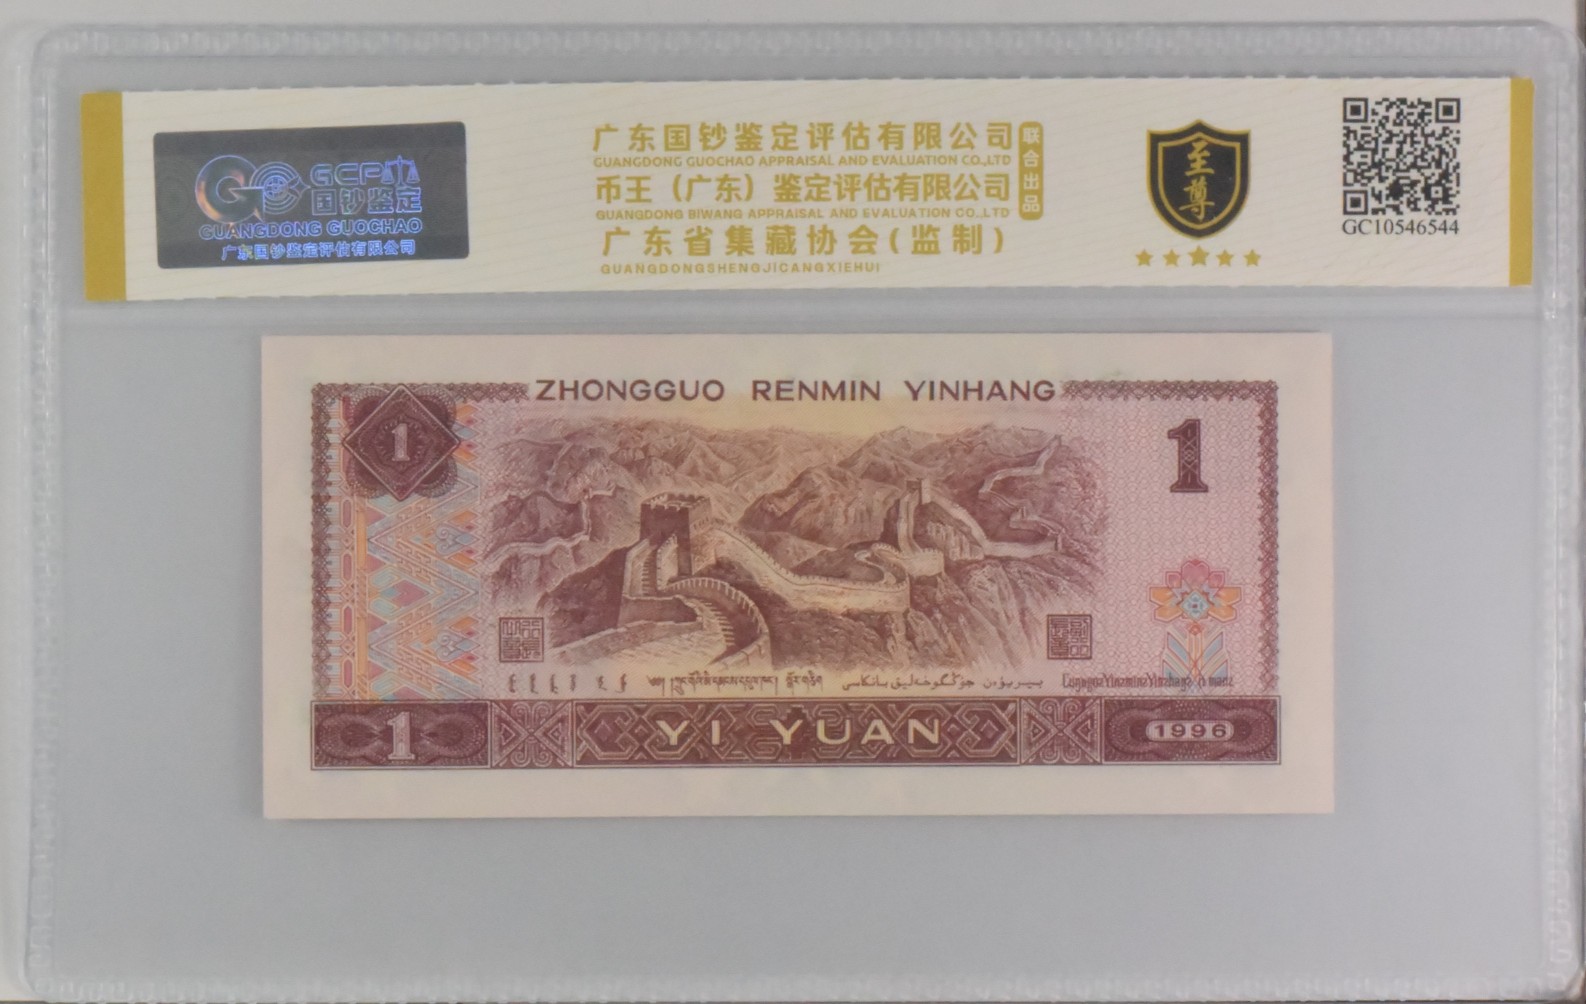 GCP
国钞鉴定
GUANGDONG GUOCHAO
广东国钞鉴定评估有限公司
广东国钞鉴定评估有限公司
GUANGDONG GUOCHAO APPRAISAL AND EVALUATION CO.,LTD
币王（广东）鉴定评估有限公司
GUANGDONG BIWANG APPRAISAL AND EVALUATION CO.,LTD
联合出品
广东省集藏协会(监制)
GUANGDONGSHENGJICANGXIEHUI
至尊
GC10546544
ZHONGGUO RENMIN YINHANG
1
1
1
YI YUAN
1996